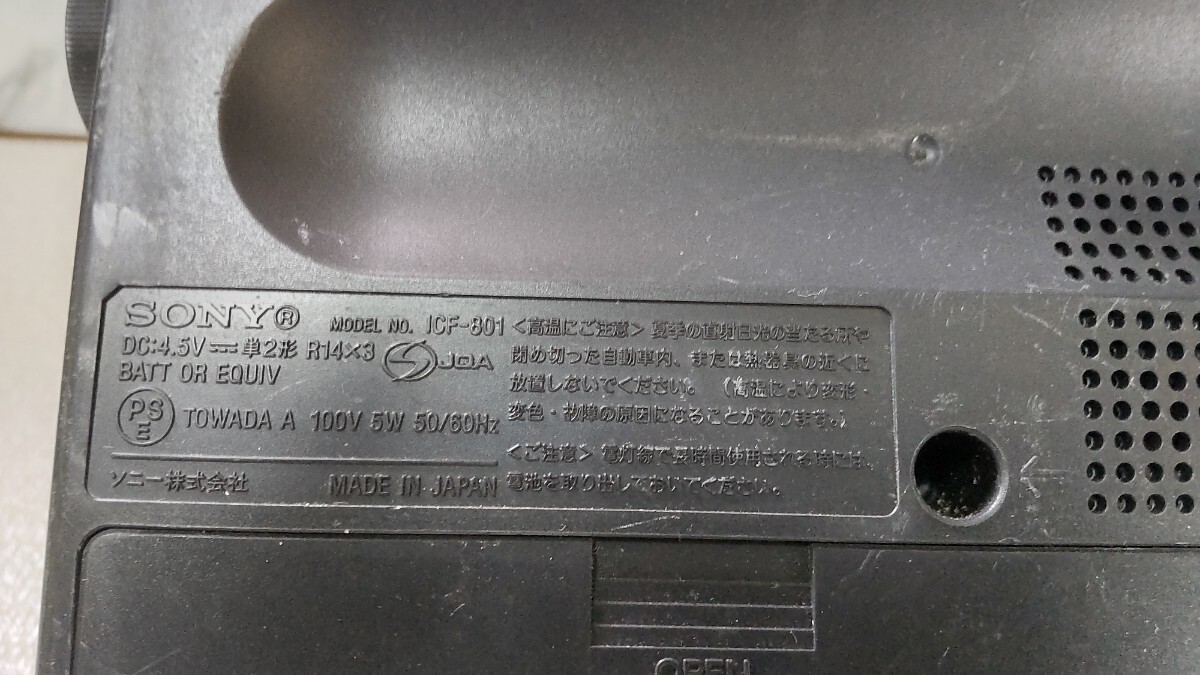 SONY®
MODEL NO. ICF-801
DC:4.5V⎓単2形 R14×3
BATT OR EQUIV
JQA
PS
E
TOWADA A 100V 5W 50/60Hz
ソニー株式会社
MADE IN JAPAN
<高温にご注意> 夏季の直射日光の当たる所や
閉め切った自動車内、または熱器具の近くに
放置しないでください。(高温により変形・
変色・故障の原因になることがあります。)
<ご注意> 電灯線で長時間使用される時には、
電池を取り出しておいてください。
OPEN